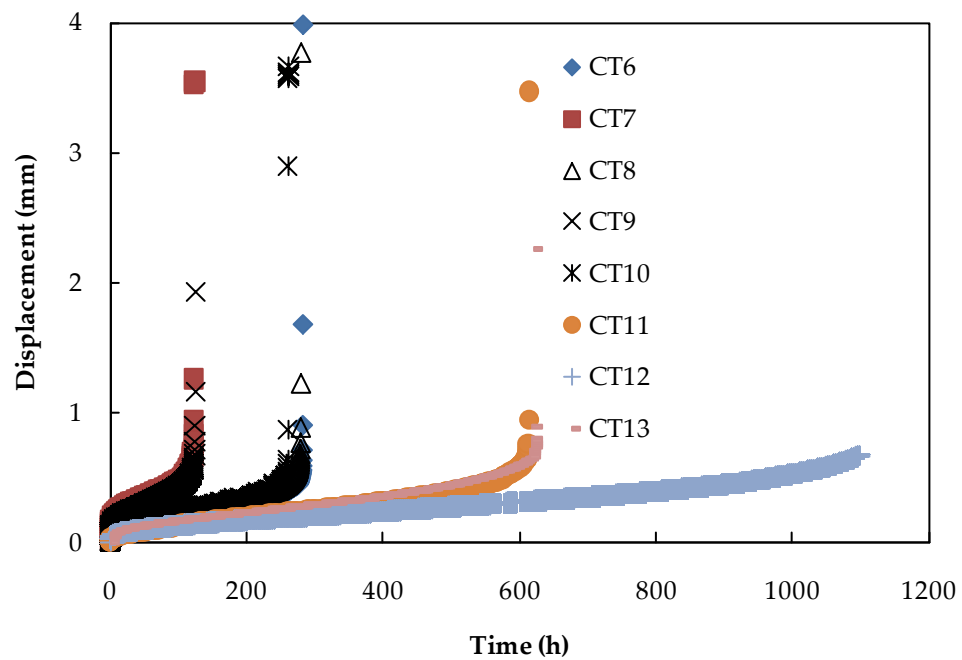 4
3
2
1
0
Displacement (mm)
CT6
CT7
CT8
CT9
CT10
CT11
CT12
CT13
0 200 400 600 800 1000 1200
Time (h)